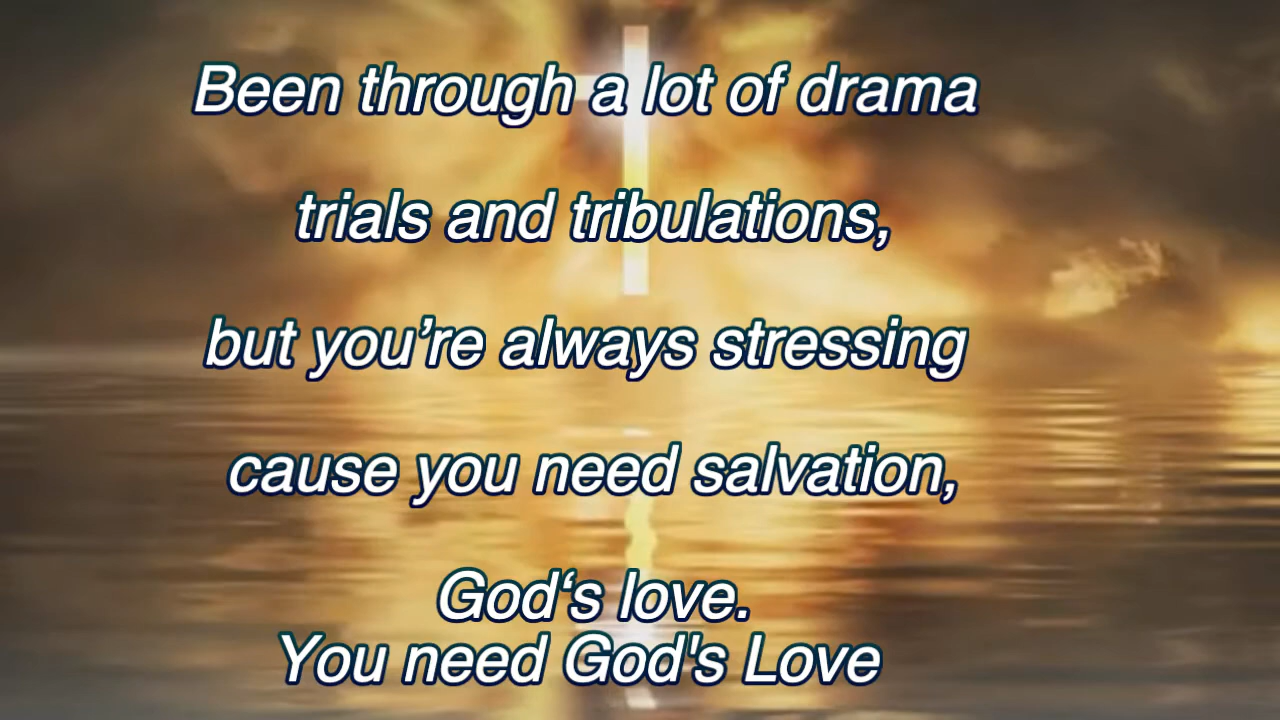 Been through a lot of drama
trials and tribulations,
but you’re always stressing
cause you need salvation,
God‘s love.
You need God's Love